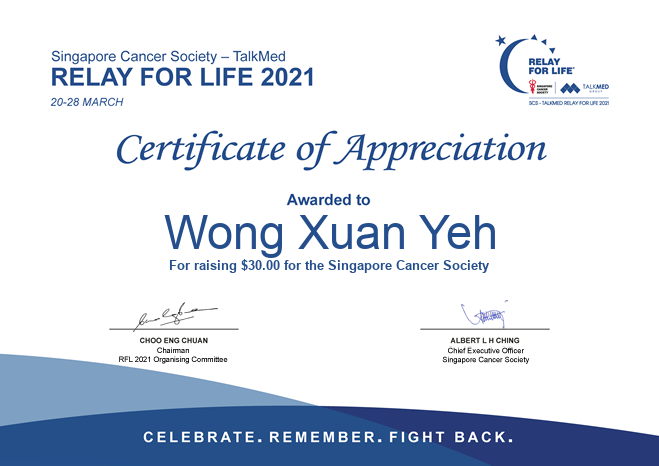 Singapore Cancer Society – TalkMed
RELAY FOR LIFE 2021
20-28 MARCH
RELAY
FOR LIFE®
SINGAPORE
CANCER
SOCIETY
TALKMED
GROUP
SCS - TALKMED RELAY FOR LIFE 2021
Certificate of Appreciation
Awarded to
Wong Xuan Yeh
For raising $30.00 for the Singapore Cancer Society
CHOO ENG CHUAN
Chairman
RFL 2021 Organising Committee
ALBERT L H CHING
Chief Executive Officer
Singapore Cancer Society
CELEBRATE. REMEMBER. FIGHT BACK.